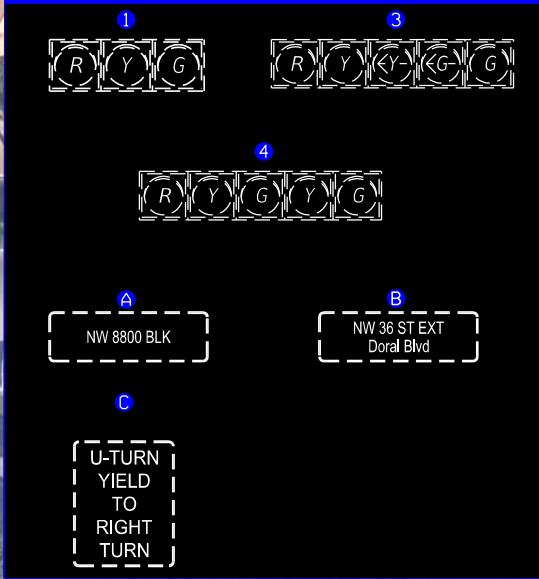 1 3
R Y G R Y <Y- <G- G
4
R Y G Y G
A B
NW 8800 BLK NW 36 ST EXT
Doral Blvd
C
U-TURN
YIELD
TO
RIGHT
TURN